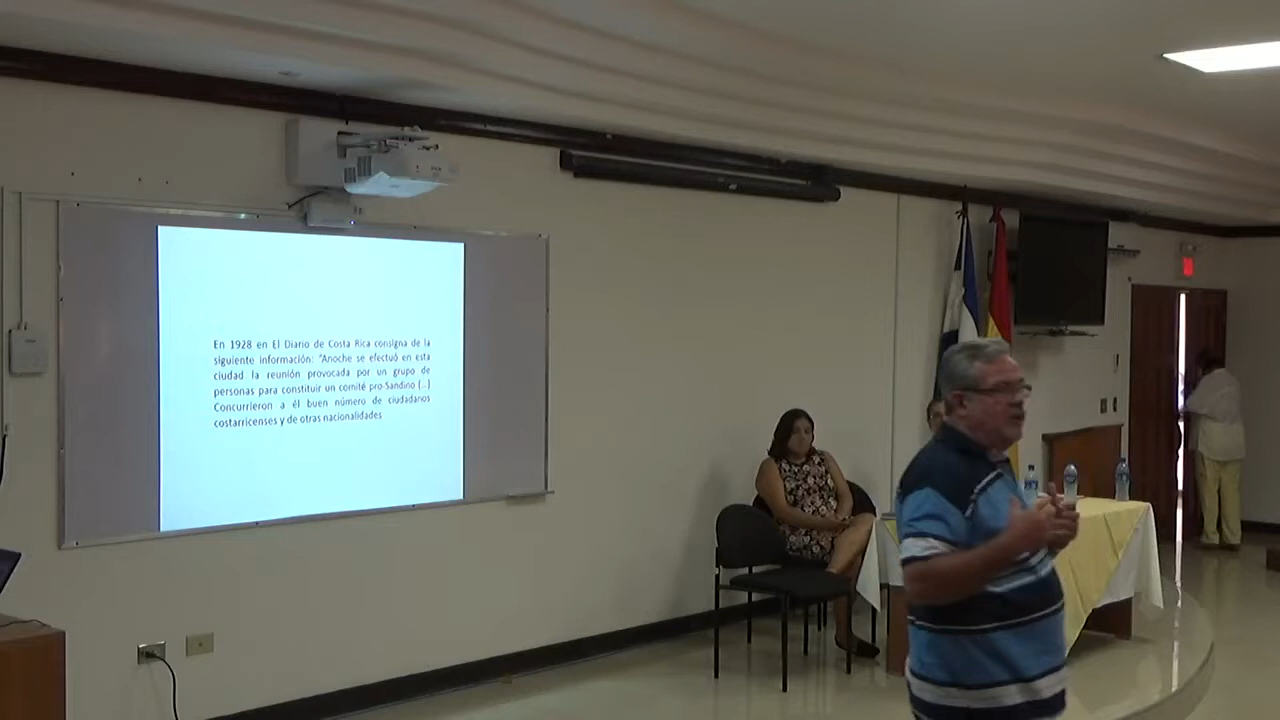 En 1928 en El Diario de Costa Rica consigna de la
siguiente información: “Anoche se efectuó en esta
ciudad la reunión provocada por un grupo de
personas para constituir un comité pro-Sandino (...)
Concurrieron a él buen número de ciudadanos
costarricenses y de otras nacionalidades